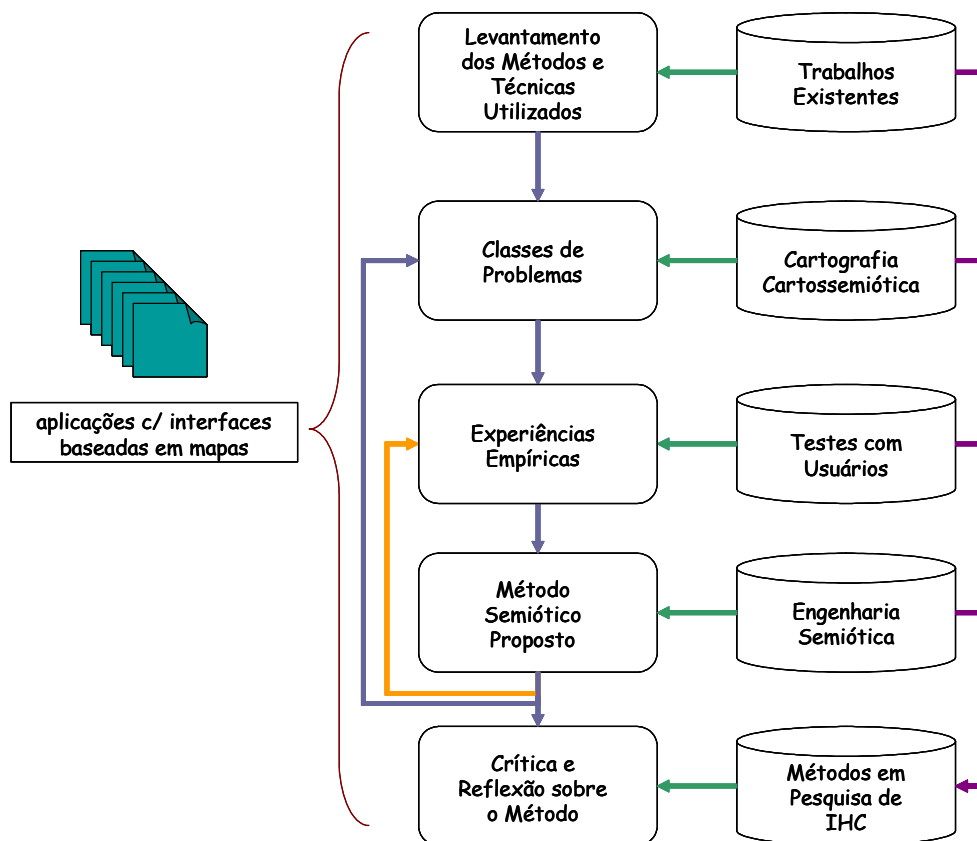 Levantamento
dos Métodos e
Técnicas
Utilizados
Trabalhos
Existentes
Classes de
Problemas
Cartografia
Cartossemiótica
aplicações c/ interfaces
baseadas em mapas
Experiências
Empíricas
Testes com
Usuários
Método
Semiótico
Proposto
Engenharia
Semiótica
Crítica e
Reflexão sobre
o Método
Métodos em
Pesquisa de
IHC